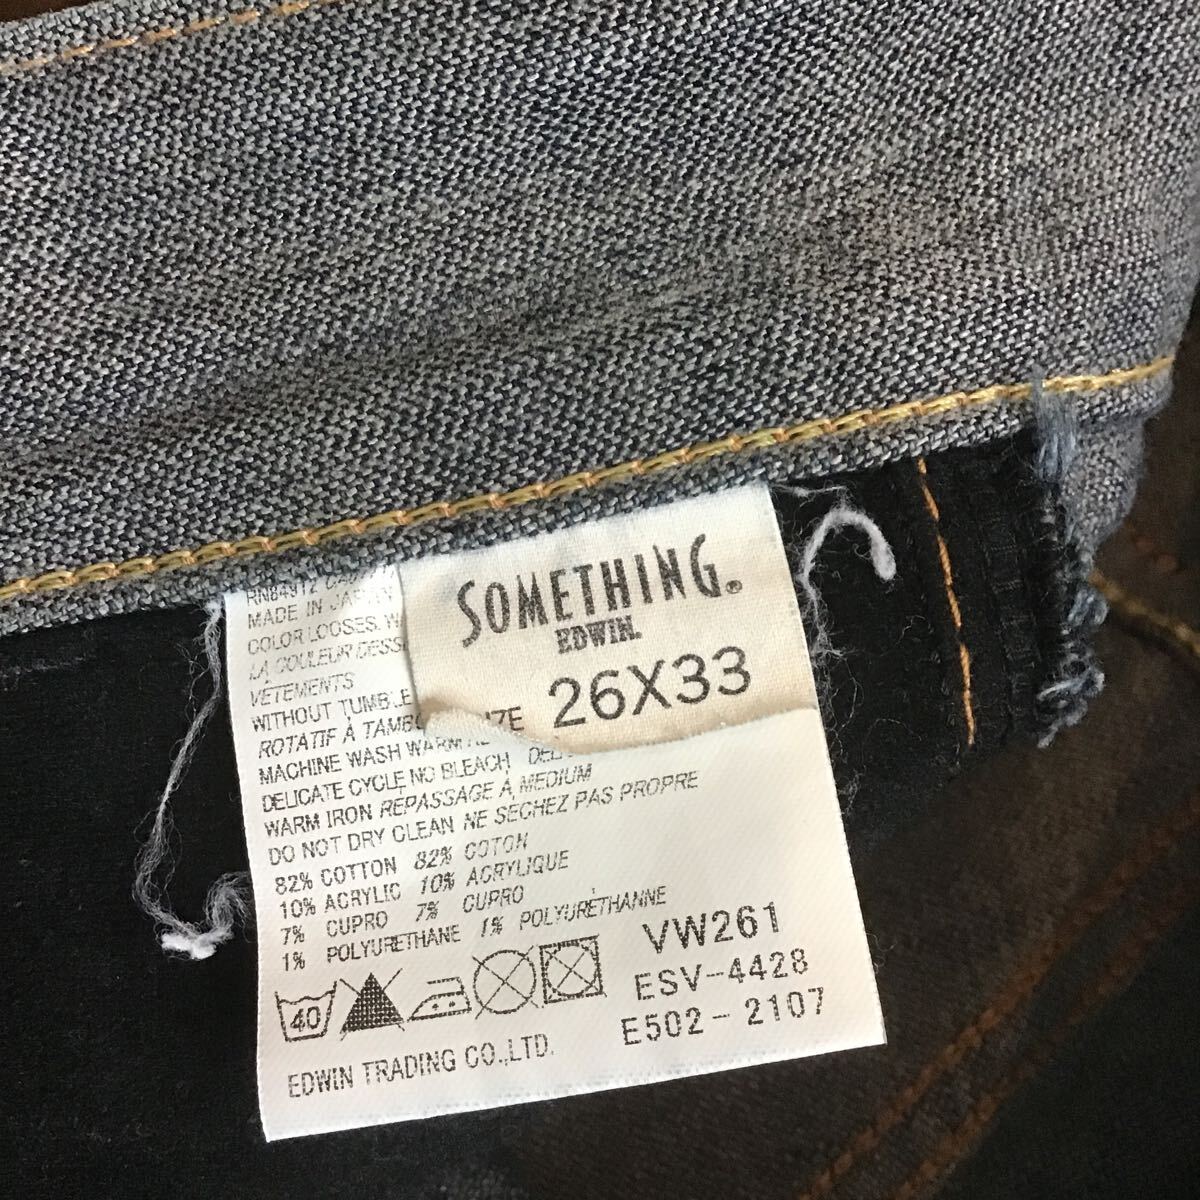 SOMETHING®
EDWIN.
26X33
RN84912
MADE IN JAPAN
COLOR LOOSES. W
LA COULEUR DESS
VÊTEMENTS
WITHOUT TUMBLE
ROTATIF À TAMBO
MACHINE WASH WARM
DELICATE CYCLE NO BLEACH
WARM IRON REPASSAGE À MEDIUM
DO NOT DRY CLEAN NE SECHEZ PAS PROPRE
82% COTTON 82% COTON
10% ACRYLIC 10% ACRYLIQUE
7% CUPRO 7% CUPRO
1% POLYURETHANE 1% POLYURÉTHANNE
40
VW261
ESV-4428
E502-2107
EDWIN TRADING CO.,LTD.